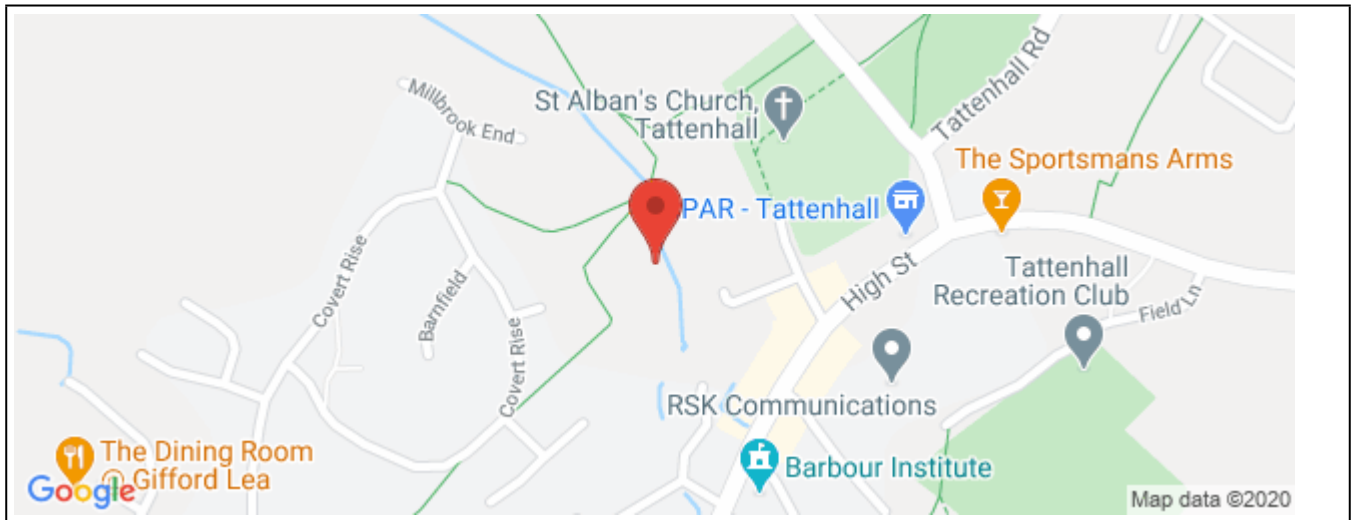 Millbrook End
St Alban's Church,
Tattenhall
Tattenhall Rd
The Sportsmans Arms
PAR - Tattenhall
High St
Tattenhall
Recreation Club
Field Ln
Covert Rise
Barnfield
Covert Rise
RSK Communications
The Dining Room
@ Gifford Lea
Barbour Institute
Google
Map data ©2020